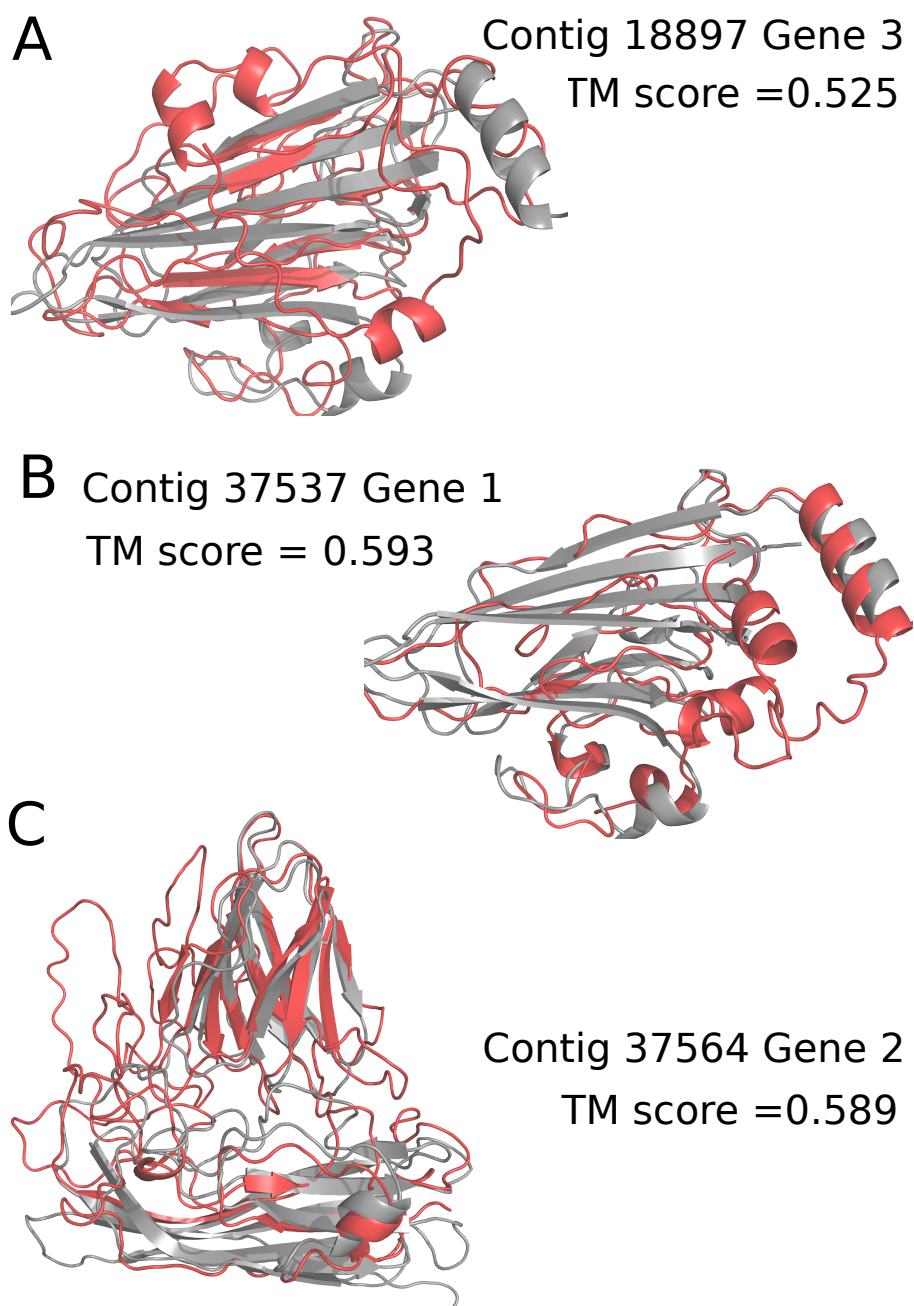 A
Contig 18897 Gene 3
TM score =0.525
B
Contig 37537 Gene 1
TM score = 0.593
C
Contig 37564 Gene 2
TM score =0.589